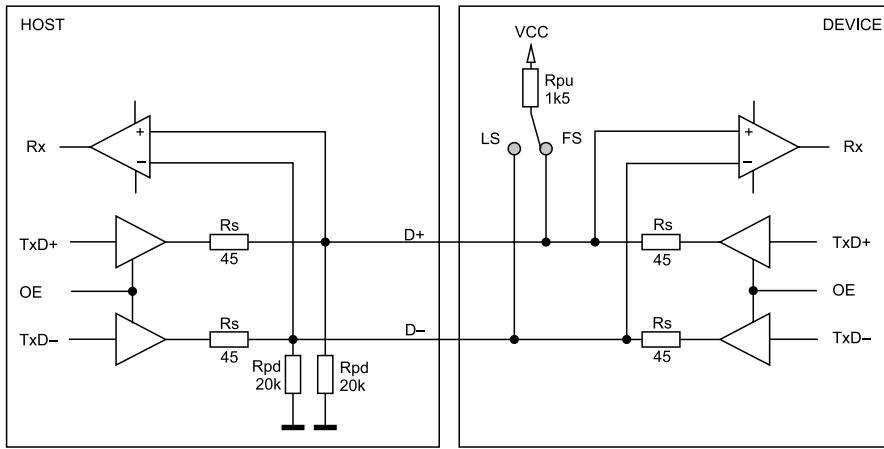 HOST
DEVICE
VCC
Rpu
1k5
LS
FS
Rx
+
−
+
−
Rx
TxD+
Rs
45
D+
Rs
45
TxD+
OE
OE
TxD−
Rs
45
D−
Rs
45
TxD−
Rpd
20k
Rpd
20k